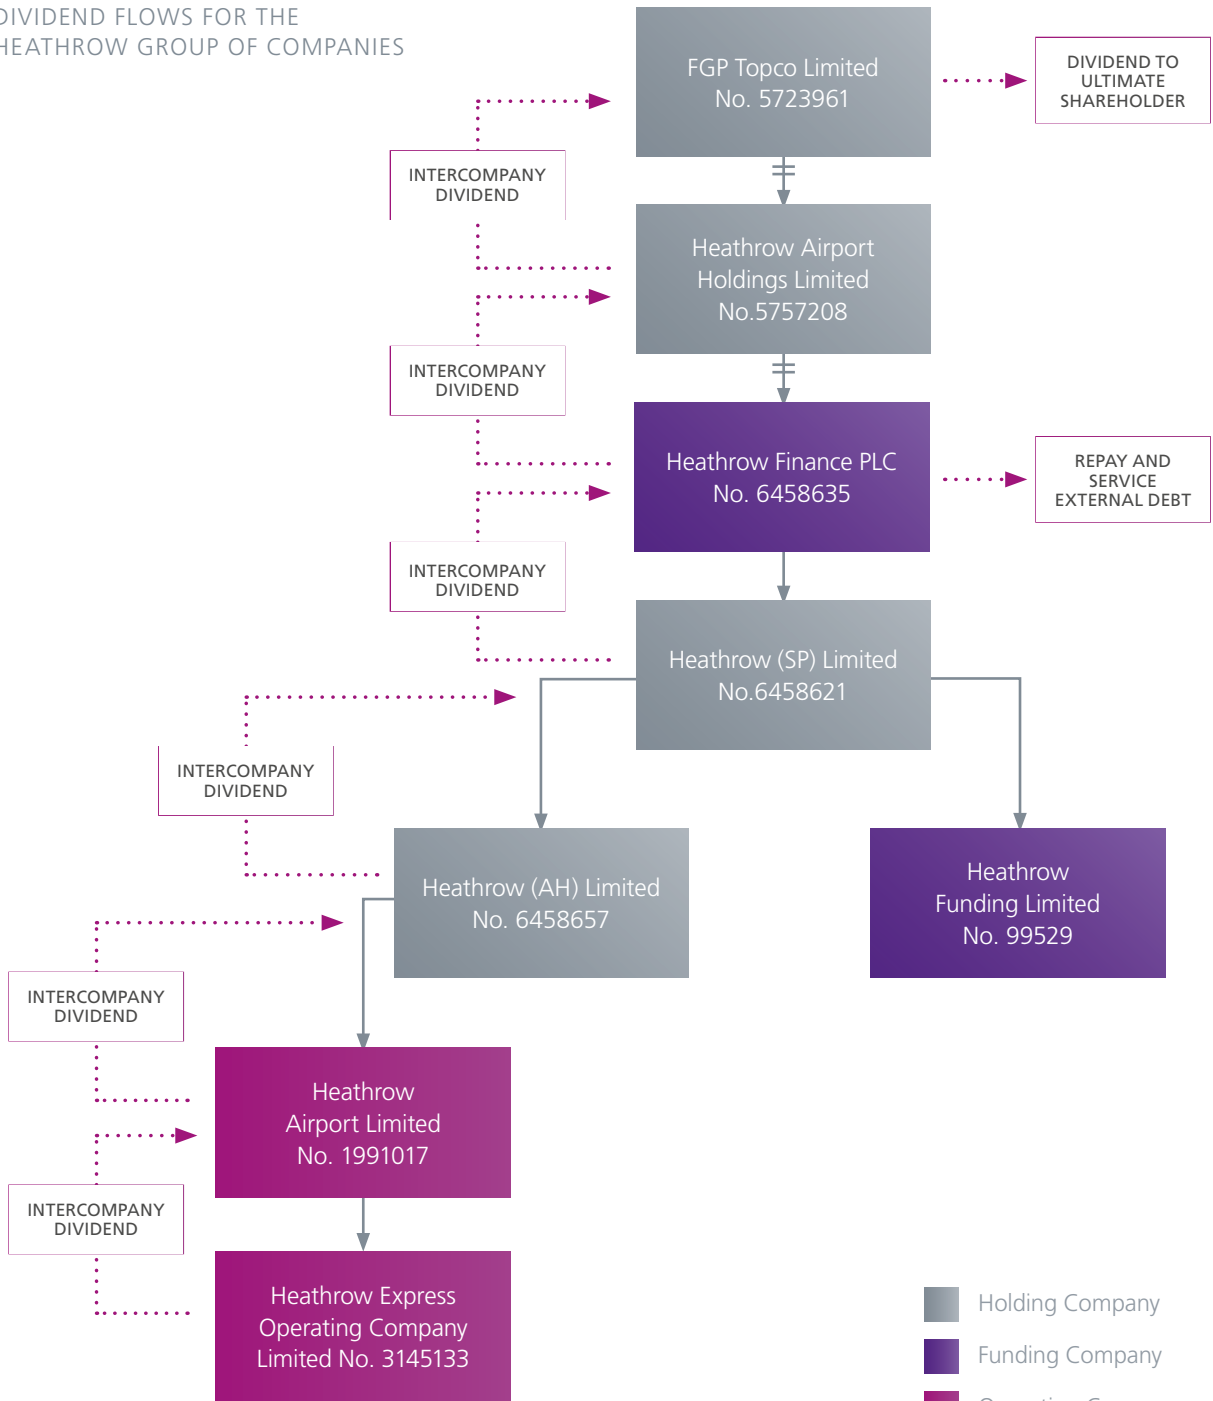 DIVIDEND FLOWS FOR THE
HEATHROW GROUP OF COMPANIES
FGP Topco Limited
No. 5723961
DIVIDEND TO
ULTIMATE
SHAREHOLDER
INTERCOMPANY
DIVIDEND
Heathrow Airport
Holdings Limited
No.5757208
INTERCOMPANY
DIVIDEND
Heathrow Finance PLC
No. 6458635
REPAY AND
SERVICE
EXTERNAL DEBT
INTERCOMPANY
DIVIDEND
Heathrow (SP) Limited
No.6458621
INTERCOMPANY
DIVIDEND
Heathrow (AH) Limited
No. 6458657
Heathrow
Funding Limited
No. 99529
INTERCOMPANY
DIVIDEND
Heathrow
Airport Limited
No. 1991017
INTERCOMPANY
DIVIDEND
Heathrow Express
Operating Company
Limited No. 3145133
Holding Company
Funding Company